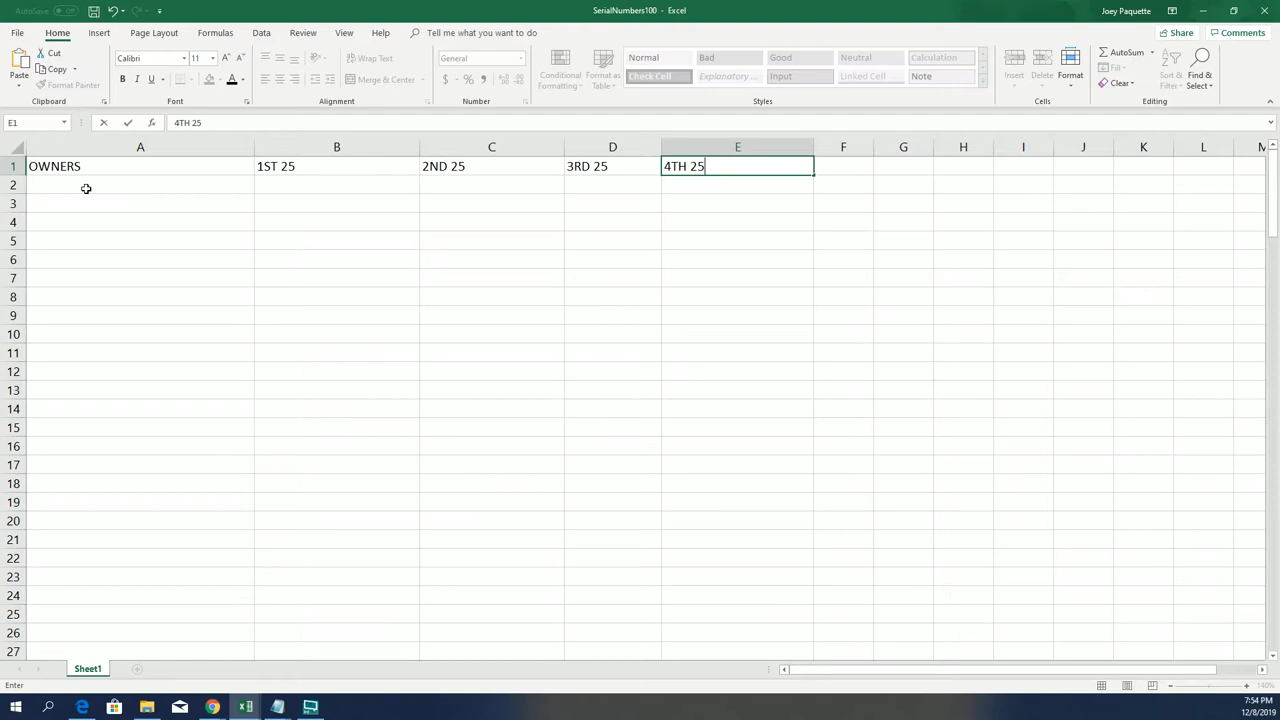 AutoSave Off
SerialNumbers100 - Excel
Joey Paquette
File Home Insert Page Layout Formulas Data Review View Help Tell me what you want to do
Share Comments
Paste
Cut
Copy
Format Painter
Clipboard
Calibri 11
B I U A
Font
Wrap Text
Merge & Center
Alignment
General
$ % ,
Number
Conditional Formatting
Format as Table
Normal Bad Good Neutral Calculation
Check Cell Explanatory ... Input Linked Cell Note
Styles
Insert Delete Format
Cells
AutoSum
Fill
Clear
Sort & Filter
Find & Select
Editing
E1 fx 4TH 25
A B C D E F G H I J K L M
1 OWNERS 1ST 25 2ND 25 3RD 25 4TH 25
2
3
4
5
6
7
8
9
10
11
12
13
14
15
16
17
18
19
20
21
22
23
24
25
26
27
Sheet1
Enter
140%
7:54 PM
12/8/2019